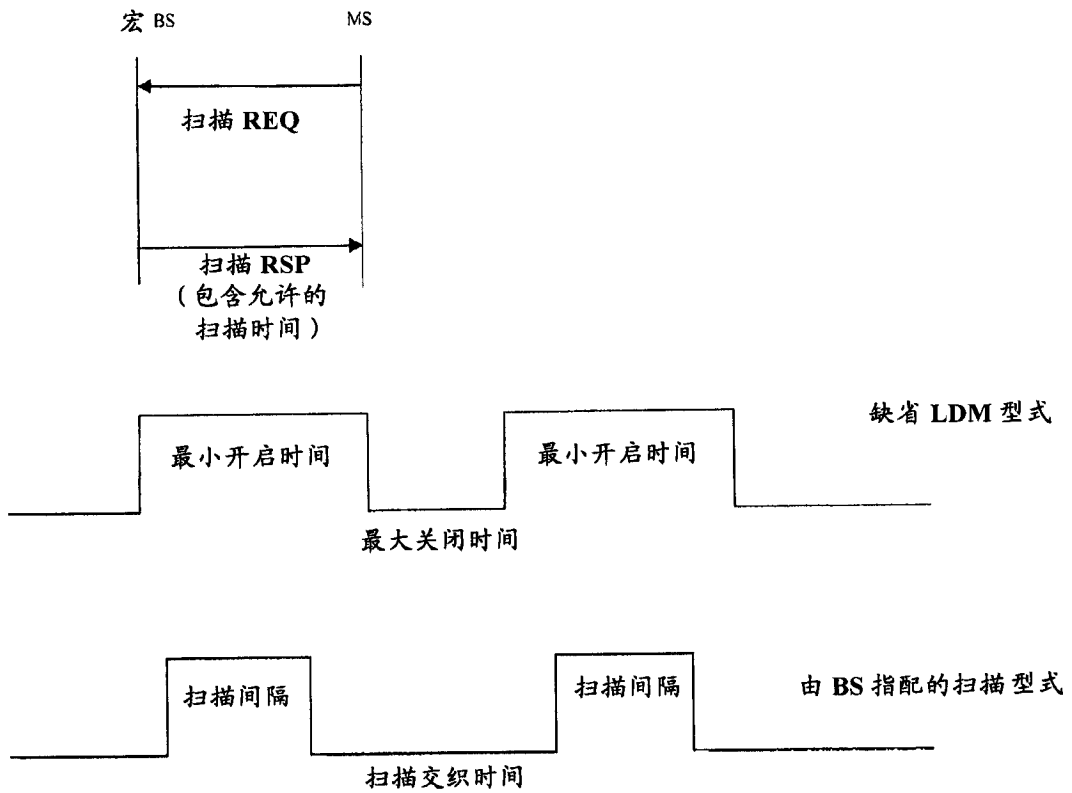 宏 BS MS
扫描 REQ
扫描 RSP
（包含允许的
扫描时间）
缺省 LDM 型式
最小开启时间 最小开启时间
最大关闭时间
扫描间隔 扫描间隔 由 BS 指配的扫描型式
扫描交织时间